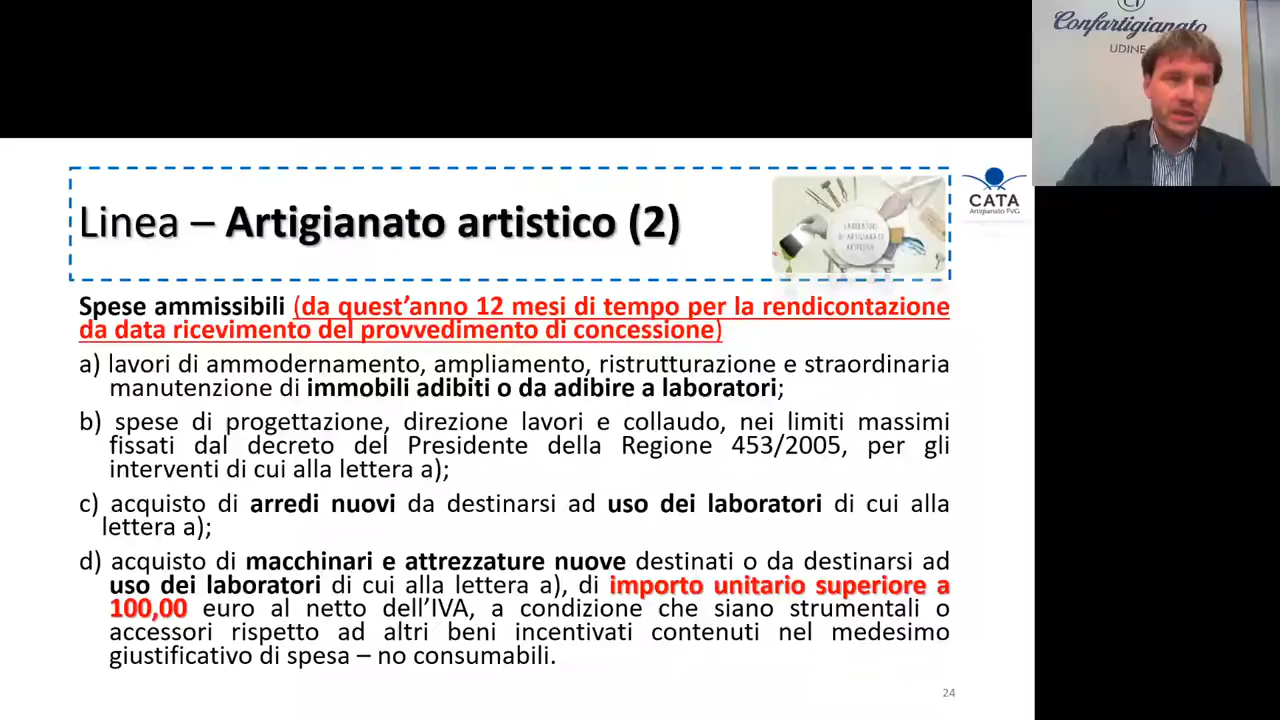 Confartigianato
UDINE
Linea – Artigianato artistico (2)
LABORATORI
DI ARTIGIANATO
ARTISTICO
CATA
Artigianato FVG
Spese ammissibili (da quest'anno 12 mesi di tempo per la rendicontazione
da data ricevimento del provvedimento di concessione)
a) lavori di ammodernamento, ampliamento, ristrutturazione e straordinaria
manutenzione di immobili adibiti o da adibire a laboratori;
b) spese di progettazione, direzione lavori e collaudo, nei limiti massimi
fissati dal decreto del Presidente della Regione 453/2005, per gli
interventi di cui alla lettera a);
c) acquisto di arredi nuovi da destinarsi ad uso dei laboratori di cui alla
lettera a);
d) acquisto di macchinari e attrezzature nuove destinati o da destinarsi ad
uso dei laboratori di cui alla lettera a), di importo unitario superiore a
100,00 euro al netto dell'IVA, a condizione che siano strumentali o
accessori rispetto ad altri beni incentivati contenuti nel medesimo
giustificativo di spesa – no consumabili.
24